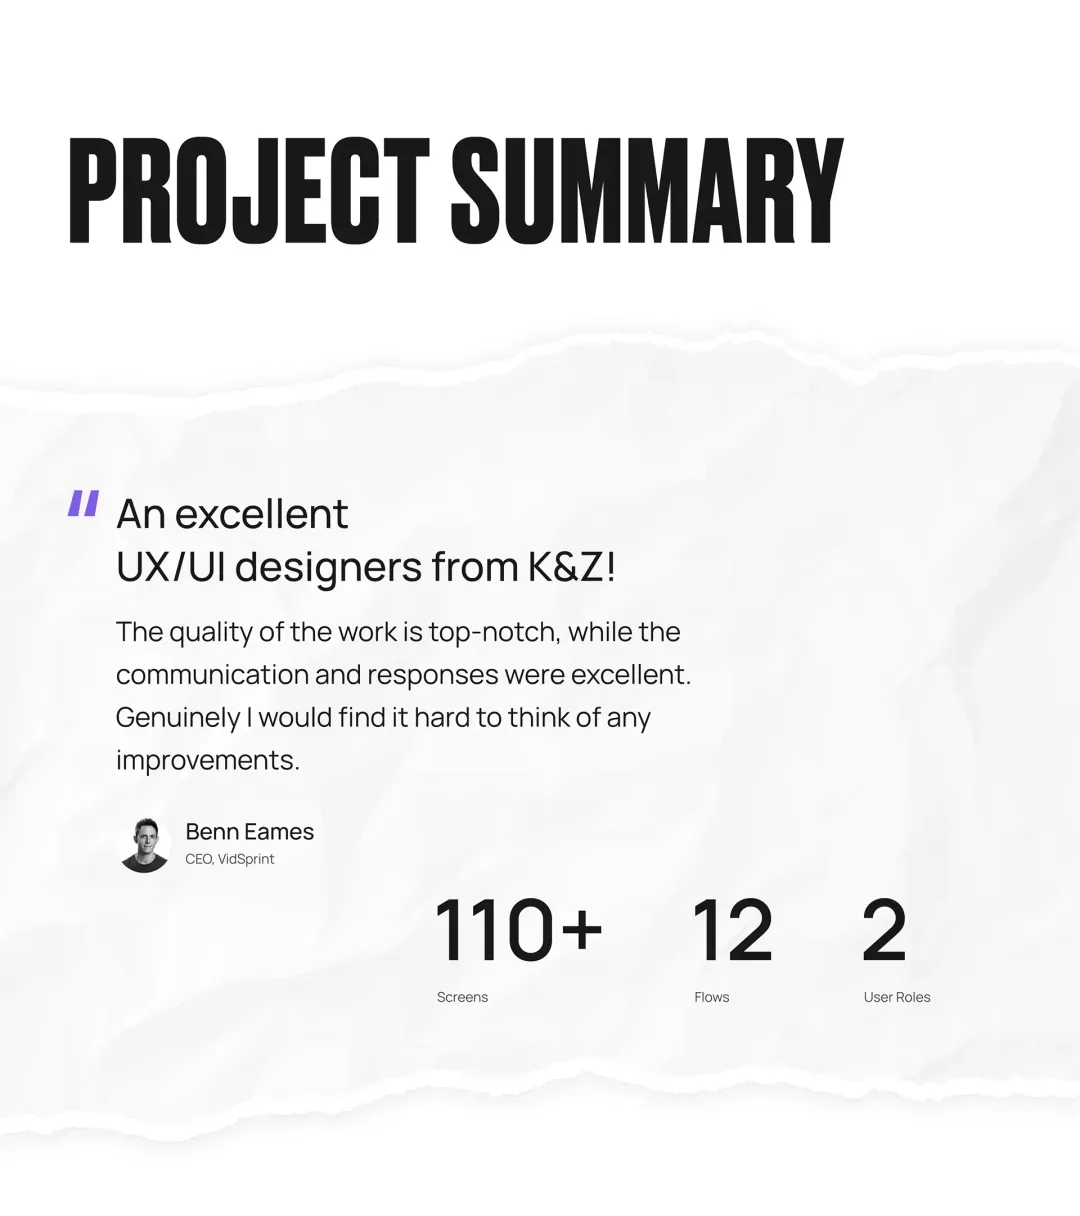 PROJECT SUMMARY
" An excellent
UX/UI designers from K&Z!
The quality of the work is top-notch, while the
communication and responses were excellent.
Genuinely I would find it hard to think of any
improvements.
Benn Eames
CEO, VidSprint
110+ 12 2
Screens Flows User Roles